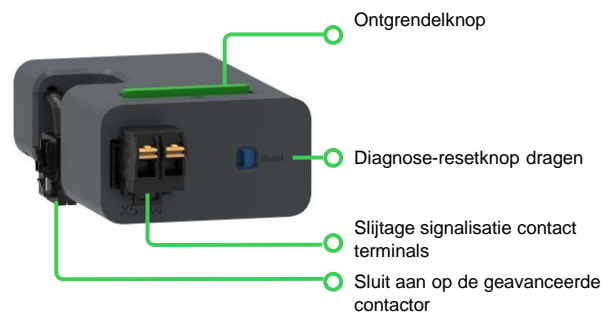 Ontgrendelknop
Reset
Diagnose-resetknop dragen
Slijtage signalisatie contact
terminals
Sluit aan op de geavanceerde
contactor